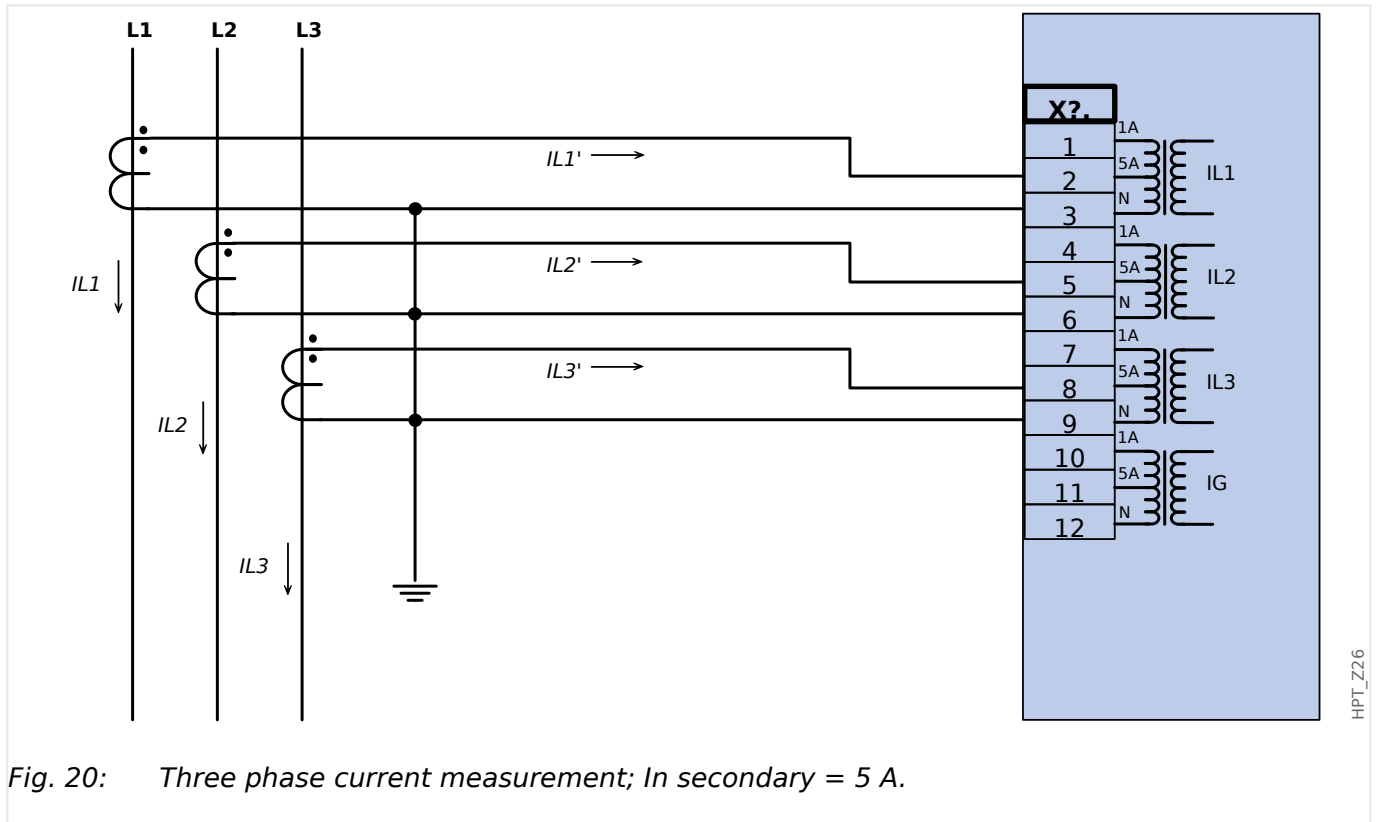 L1 L2 L3
X?.
1A
1
IL1'
5A
IL1
2
N
3
1A
4
IL2'
5A
IL1
IL2
5
N
6
1A
7
IL3'
5A
IL3
8
N
IL2
9
1A
10
5A
IG
11
N
12
IL3
HPT_Z26
Fig. 20: Three phase current measurement; In secondary = 5 A.